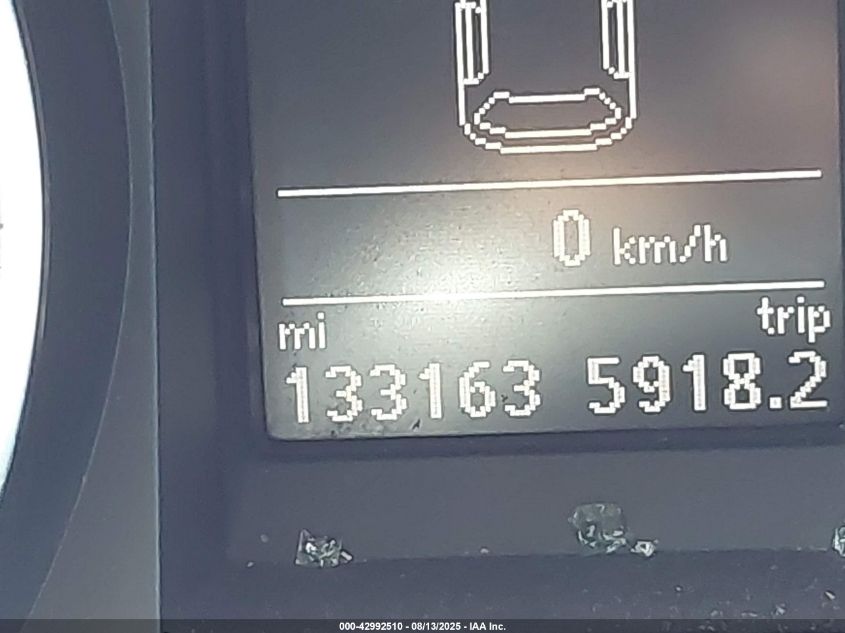 0 km/h
mi trip
133163 5918.2
000-42992510 - 08/13/2025 - IAA Inc.